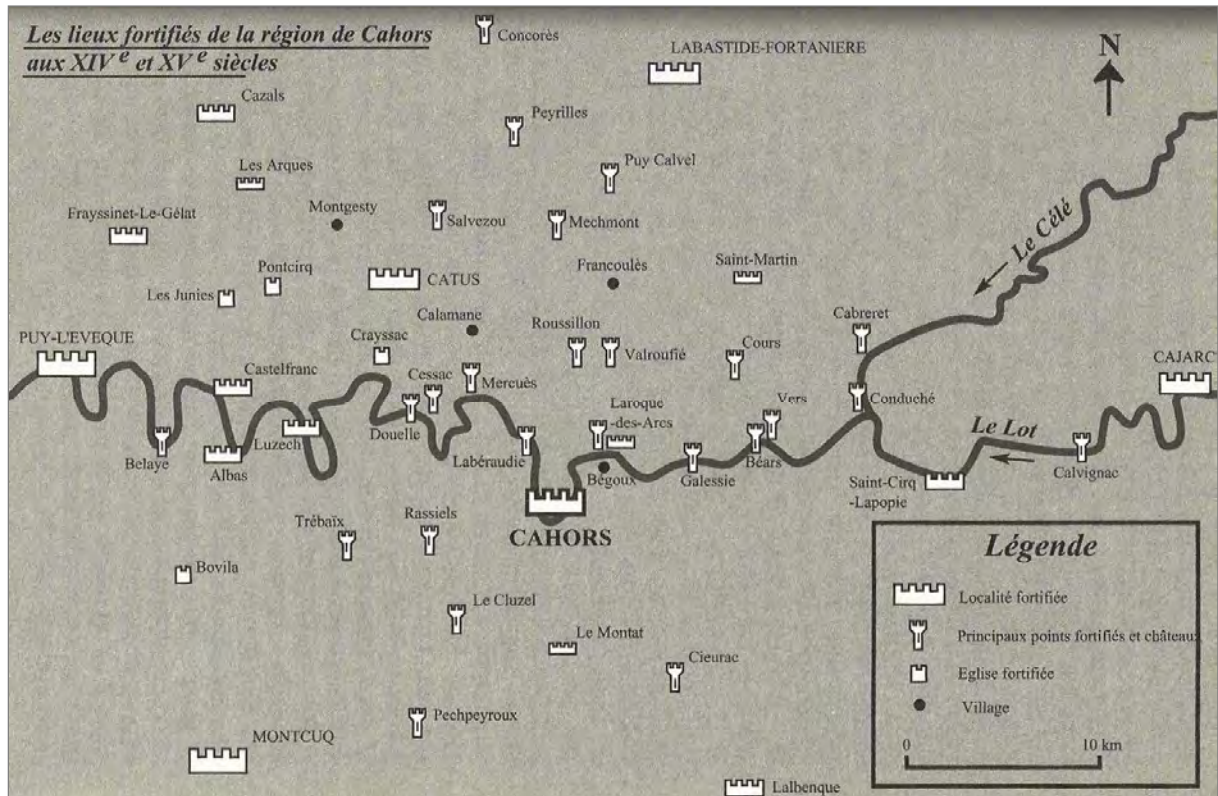 Les lieux fortifiés de la région de Cahors
aux XIVe et XVe siècles
Concorès
LABASTIDE-FORTANIERE
N
Cazals
Peyrilles
Puy Calvel
Les Arques
Frayssinet-Le-Gélat
Montgesty
Salvezou
Mechmont
Le Célé
Pontcirq
Les Junies
CATUS
Francoulès
Saint-Martin
Calamane
Cabreret
PUY-L'EVEQUE
Crayssac
Roussillon
Valroufié
Cours
CAJARC
Castelfranc
Cessac
Mercuès
Vers
Conduché
Laroque
-des-Arcs
Belaye
Albas
Luzech
Douelle
Labéraudie
Bégoux
Galessie
Béars
Le Lot
Calvignac
Saint-Cirq
-Lapopie
Trébaïx
Rassiels
CAHORS
Bovila
Le Cluzel
Le Montat
Cieurac
Pechpeyroux
MONTCUQ
Lalbenque
Légende
Localité fortifiée
Principaux points fortifiés et châteaux
Eglise fortifiée
Village
0 10 km